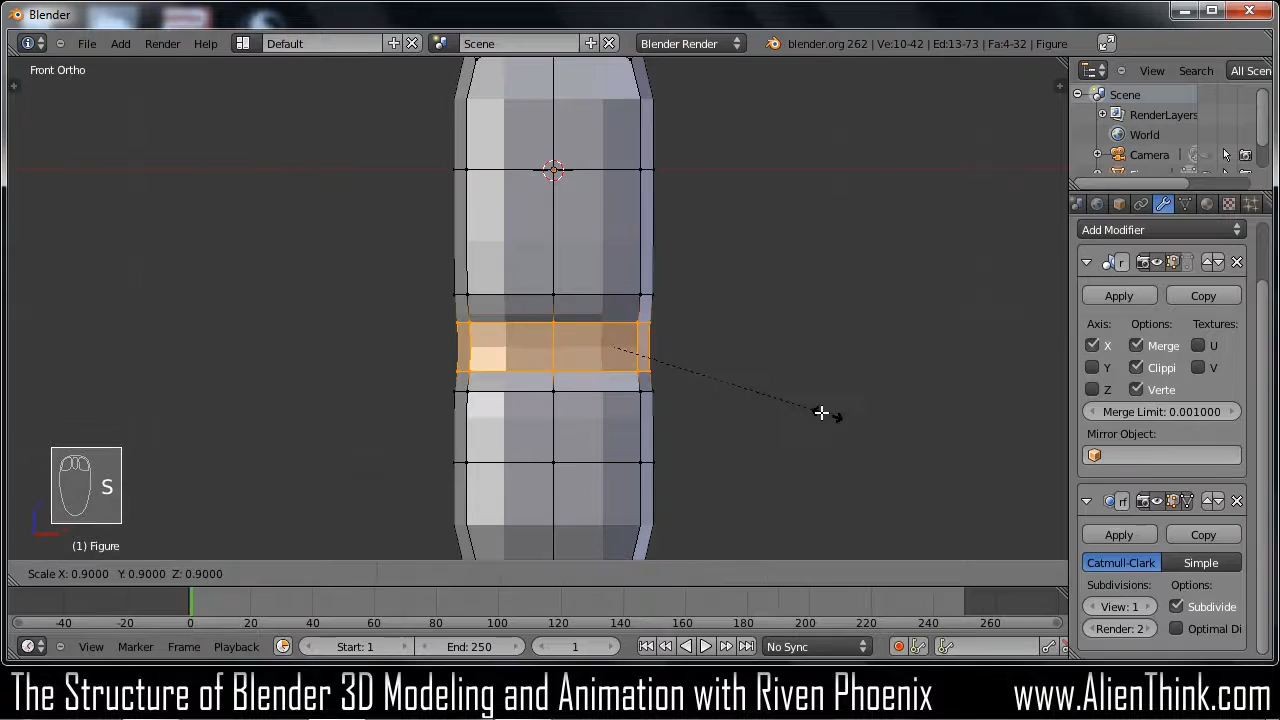 Blender
File Add Render Help Default Scene Blender Render blender.org 262 | Ve:10-42 | Ed:13-73 | Fa:4-32 | Figure
Front Ortho
View Search All Scen
Scene
RenderLayers
World
Camera
Add Modifier
Apply Copy
Axis: Options: Textures:
X Merge U
Y Clippi V
Z Verte
Merge Limit: 0.001000
Mirror Object:
Apply Copy
Catmull-Clark Simple
Subdivisions: Options:
View: 1 Subdivide
Render: 2 Optimal Di
S
(1) Figure
Scale X: 0.9000 Y: 0.9000 Z: 0.9000
-40 -20 0 20 40 60 80 100 120 140 160 180 200 220 240 260
View Marker Frame Playback Start: 1 End: 250 1 No Sync
The Structure of Blender 3D Modeling and Animation with Riven Phoenix www.AlienThink.com